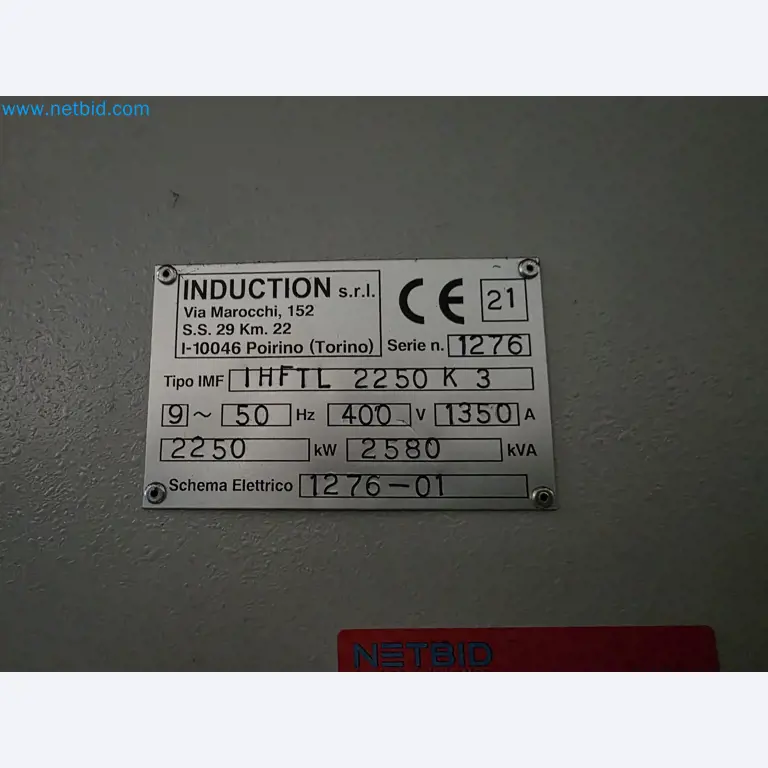 www.netbid.com
INDUCTION s.r.l.
Via Marocchi, 152
S.S. 29 Km. 22
I-10046 Poirino (Torino)
CE 21
Serie n. 1276
Tipo IMF IHFTL 2250 K 3
9 ~ 50 Hz 400 V 1350 A
2250 kW 2580 kVA
Schema Elettrico 1276-01
NETBID